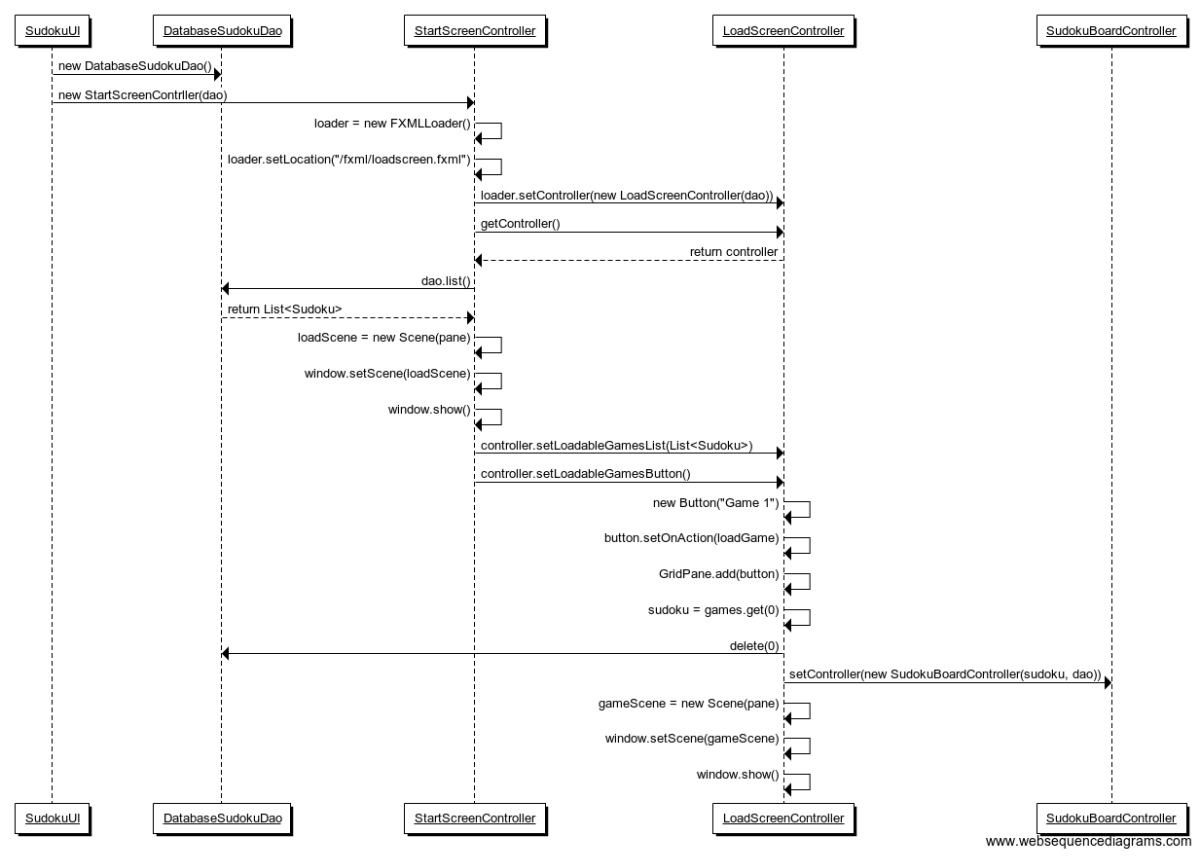 SudokuUI
DatabaseSudokuDao
StartScreenController
LoadScreenController
SudokuBoardController
new DatabaseSudokuDao()
new StartScreenContrller(dao)
loader = new FXMLLoader()
loader.setLocation("/fxml/loadscreen.fxml")
loader.setController(new LoadScreenController(dao))
getController()
return controller
dao.list()
return List<Sudoku>
loadScene = new Scene(pane)
window.setScene(loadScene)
window.show()
controller.setLoadableGamesList(List<Sudoku>)
controller.setLoadableGamesButton()
new Button("Game 1")
button.setOnAction(loadGame)
GridPane.add(button)
sudoku = games.get(0)
delete(0)
setController(new SudokuBoardController(sudoku, dao))
gameScene = new Scene(pane)
window.setScene(gameScene)
window.show()
SudokuUI
DatabaseSudokuDao
StartScreenController
LoadScreenController
SudokuBoardController
www.websequencediagrams.com